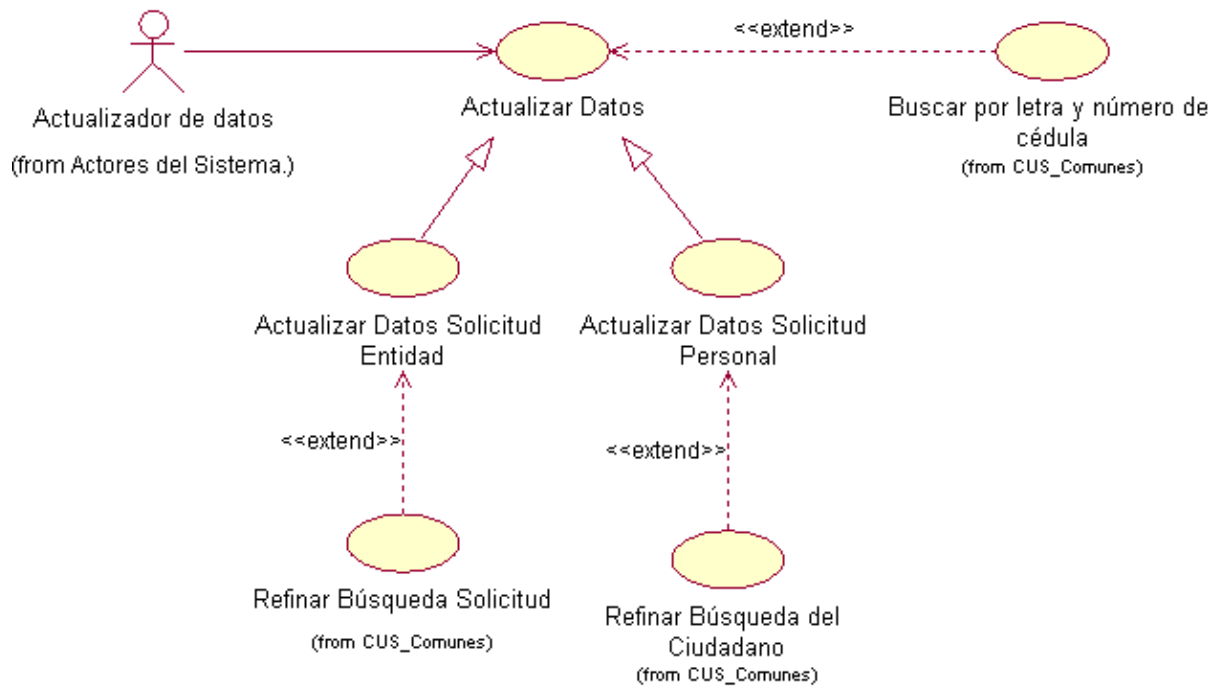 <<extend>>
Actualizador de datos
(from Actores del Sistema.)
Actualizar Datos
Buscar por letra y número de
cédula
(from CUS_Comunes)
Actualizar Datos Solicitud
Entidad
Actualizar Datos Solicitud
Personal
<<extend>>
<<extend>>
Refinar Búsqueda Solicitud
(from CUS_Comunes)
Refinar Búsqueda del
Ciudadano
(from CUS_Comunes)